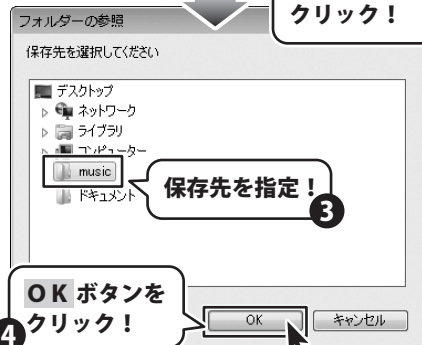 クリック！
フォルダーの参照
保存先を選択してください
デスクトップ
ネットワーク
ライブラリ
コンピューター
music
ドキュメント
保存先を指定！
3
OKボタンを
クリック！
4
OK
キャンセル